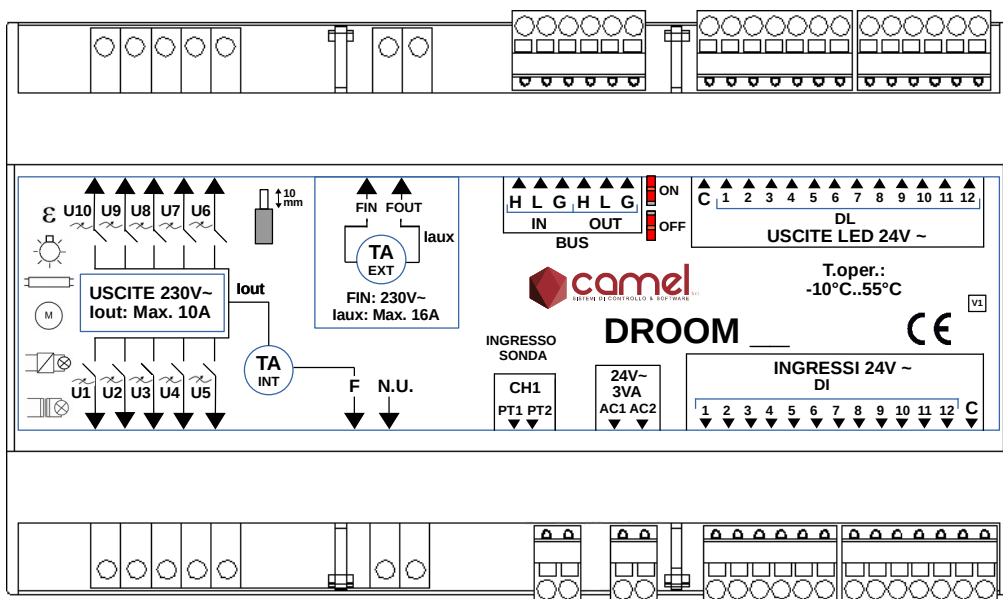 ε
U10 U9 U8 U7 U6
10
mm
USCITE 230V~
Iout: Max. 10A
Iout
M
U1 U2 U3 U4 U5
TA
INT
F N.U.
FIN FOUT
Iaux
TA
EXT
FIN: 230V~
Iaux: Max. 16A
H L G H L G
IN OUT
BUS
ON
OFF
C 1 2 3 4 5 6 7 8 9 10 11 12
DL
USCITE LED 24V ~
camel
SISTEMI DI CONTROLLO & SOFTWARE
T.oper.:
-10°C..55°C
V1
DROOM __
CE
INGRESSO
SONDA
CH1
PT1 PT2
24V~
3VA
AC1 AC2
INGRESSI 24V ~
DI
1 2 3 4 5 6 7 8 9 10 11 12 C